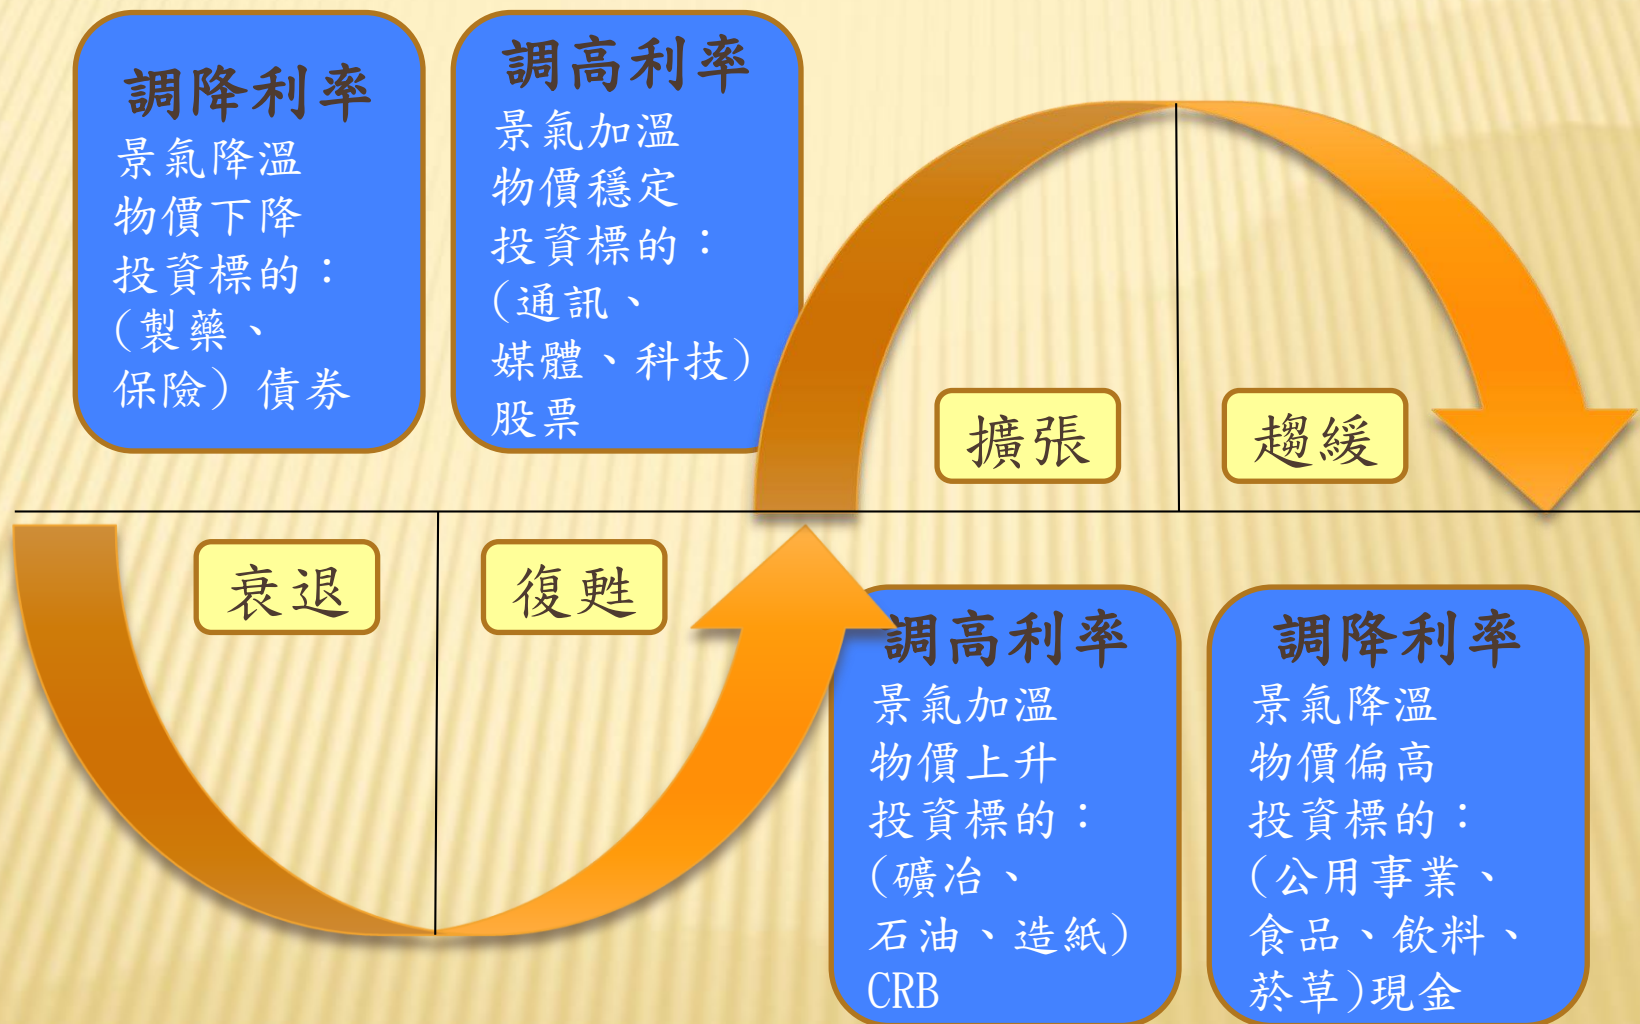 調降利率
景氣降溫
物價下降
投資標的：
(製藥、
保險) 債券
調高利率
景氣加溫
物價穩定
投資標的：
(通訊、
媒體、科技)
股票
擴張
趨緩
衰退
復甦
調高利率
景氣加溫
物價上升
投資標的：
(礦冶、
石油、造紙)
CRB
調降利率
景氣降溫
物價偏高
投資標的：
(公用事業、
食品、飲料、
菸草)現金